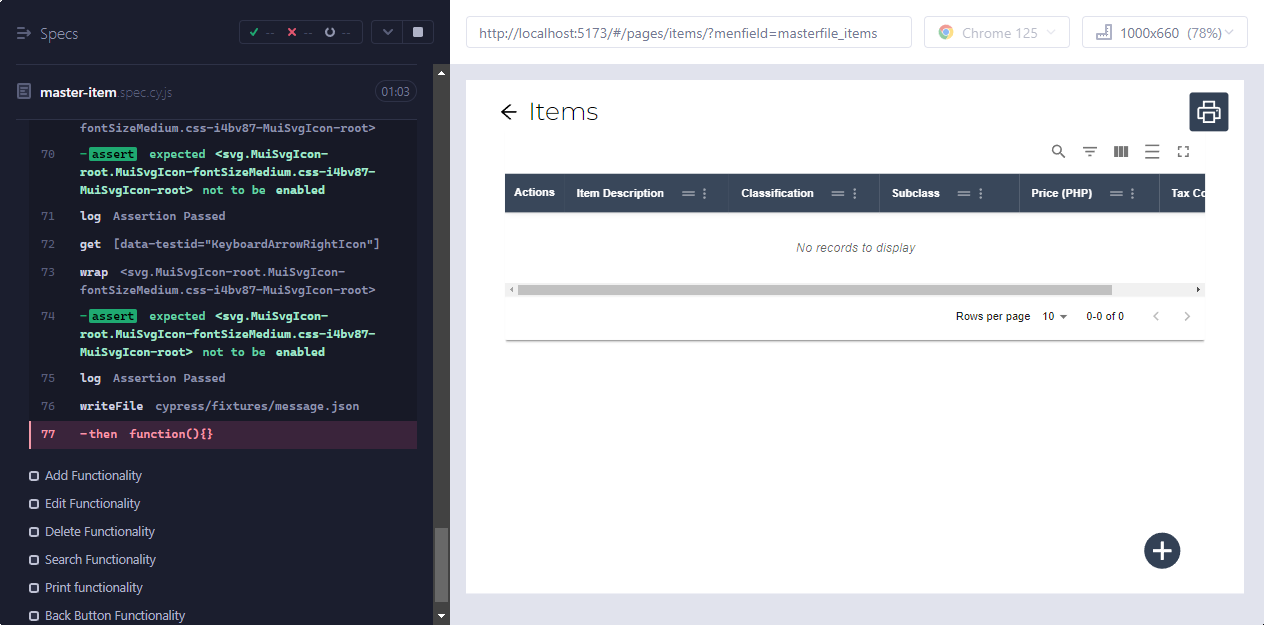 Specs
-- -- --
master-item.spec.cy.js 01:03
fontSizeMedium.css-i4bv87-MuiSvgIcon-root>
70 -assert expected <svg.MuiSvgIcon-
root.MuiSvgIcon-fontSizeMedium.css-i4bv87-
MuiSvgIcon-root> not to be enabled
71 log Assertion Passed
72 get [data-testid="KeyboardArrowRightIcon"]
73 wrap <svg.MuiSvgIcon-root.MuiSvgIcon-
fontSizeMedium.css-i4bv87-MuiSvgIcon-root>
74 -assert expected <svg.MuiSvgIcon-
root.MuiSvgIcon-fontSizeMedium.css-i4bv87-
MuiSvgIcon-root> not to be enabled
75 log Assertion Passed
76 writeFile cypress/fixtures/message.json
77 -then function(){}
Add Functionality
Edit Functionality
Delete Functionality
Search Functionality
Print functionality
Back Button Functionality
http://localhost:5173/#/pages/items/?menfield=masterfile_items
Chrome 125
1000x660 (78%)
Items
Actions Item Description Classification Subclass Price (PHP) Tax Co
No records to display
Rows per page 10 0-0 of 0